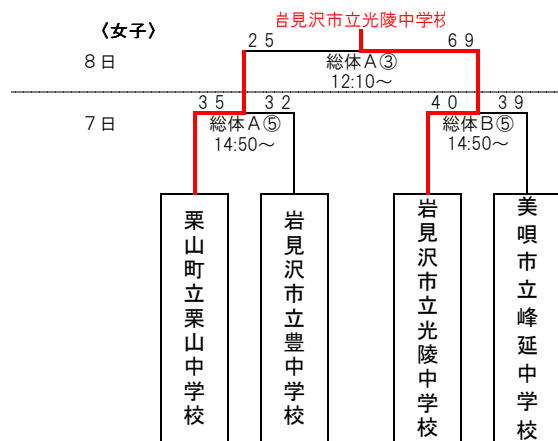 〈女子〉
岩見沢市立光陵中学校
25 69
8日
総体A③
12:10～
35 32 40 39
7日
総体A⑤ 総体B⑤
14:50～ 14:50～
栗山町立栗山中学校
岩見沢市立豊中学校
岩見沢市立光陵中学校
美唄市立峰延中学校